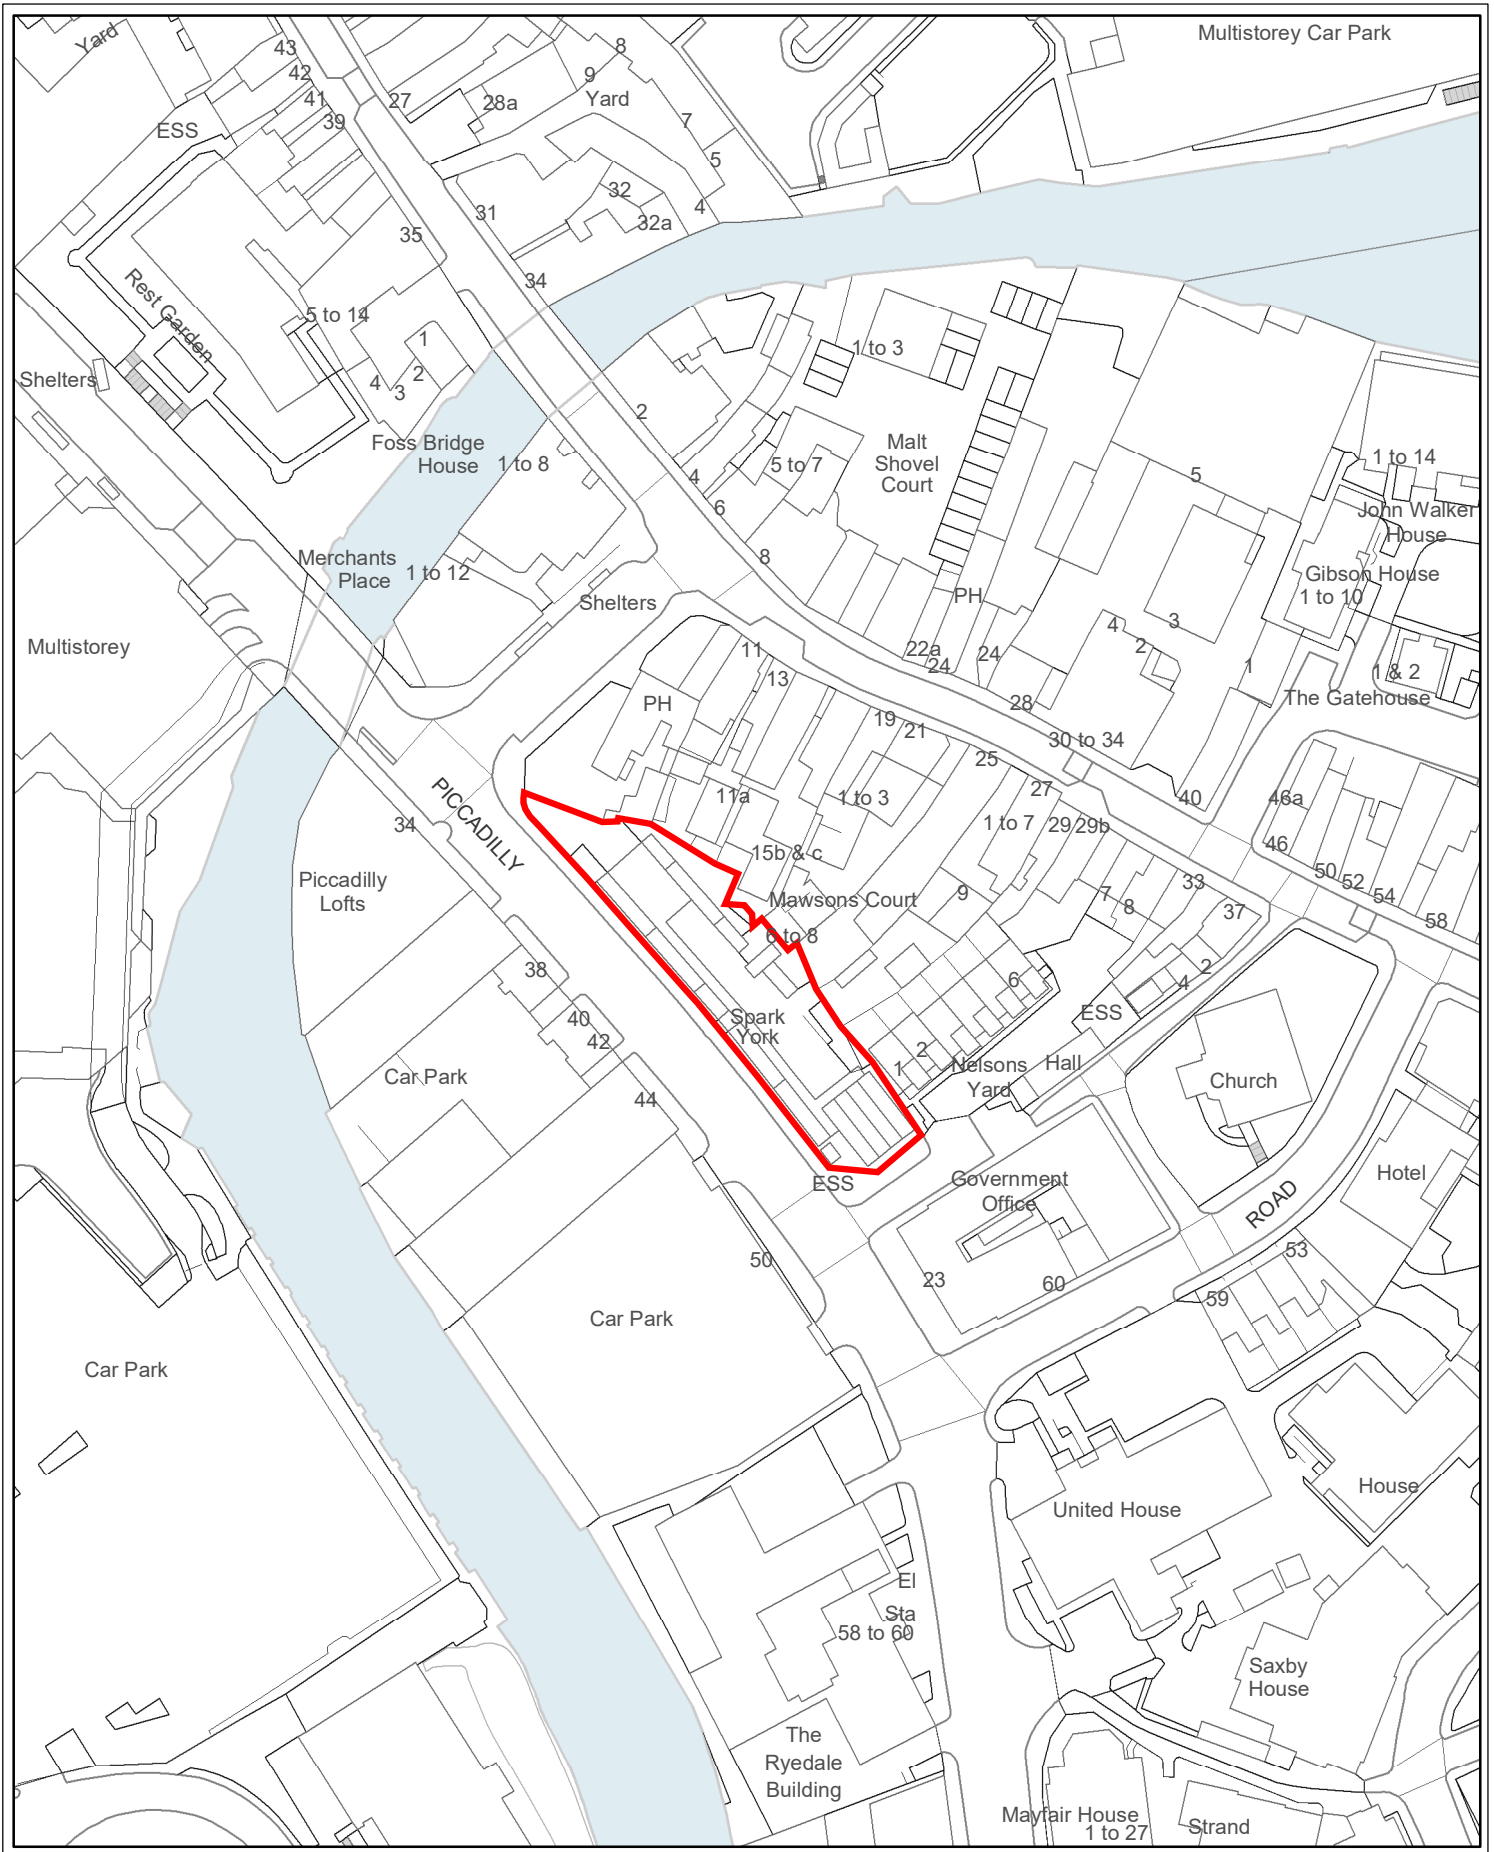 Multistorey Car Park
Yard
43
42
41
39
27
28a
8
9
Yard
7
5
4
ESS
31
32
32a
35
34
Rest Garden
5 to 14
1
2
3
4
Shelters
Foss Bridge
House
1 to 8
2
4
6
8
1 to 3
5 to 7
Malt
Shovel
Court
5
1 to 14
John Walker
House
Gibson House
1 to 10
Merchants
Place
1 to 12
Shelters
PH
22a
24
24
4
2
3
1
1 & 2
The Gatehouse
Multistorey
11
13
PH
19
21
25
28
30 to 34
40
46a
46
50
52
54
58
PICCADILLY
34
11a
1 to 3
27
1 to 7
29
29b
15b & c
Mawsons Court
6 to 8
9
7
8
33
37
Piccadilly
Lofts
38
40
42
44
Car Park
Spark
York
6
1
2
Nelsons
Yard
ESS
4
2
Hall
Church
Hotel
ROAD
ESS
Government
Office
23
60
53
59
50
Car Park
Car Park
United House
House
El
Sta
58 to 60
Saxby
House
The
Ryedale
Building
Mayfair House
1 to 27
Strand